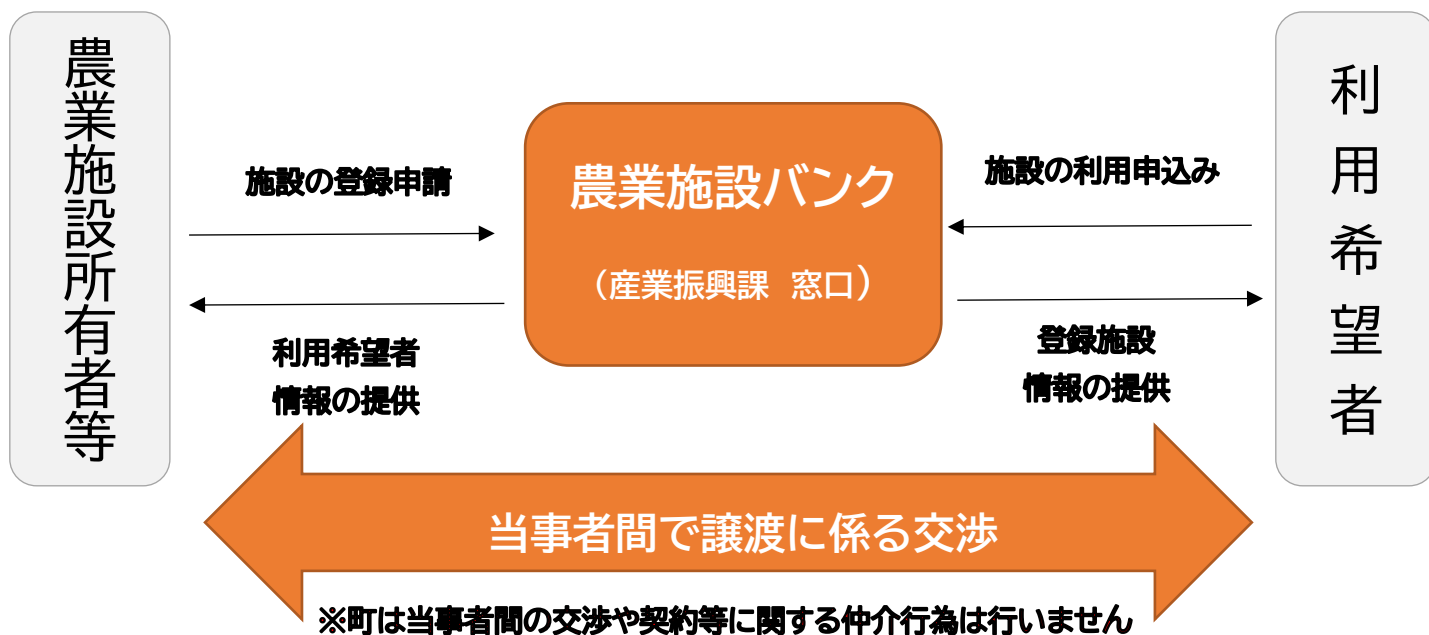 農業施設所有者等
施設の登録申請
利用希望者
情報の提供
農業施設バンク
（産業振興課　窓口）
施設の利用申込み
登録施設
情報の提供
利用希望者
当事者間で譲渡に係る交渉
※町は当事者間の交渉や契約等に関する仲介行為は行いません